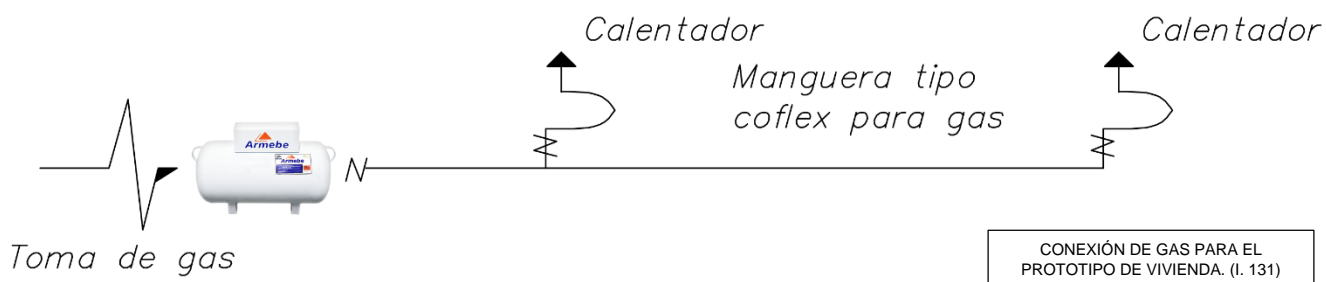 Calentador
Calentador
Manguera tipo
coflex para gas
Armebe
Armebe
N
Toma de gas
CONEXIÓN DE GAS PARA EL
PROTOTIPO DE VIVIENDA. (I. 131)